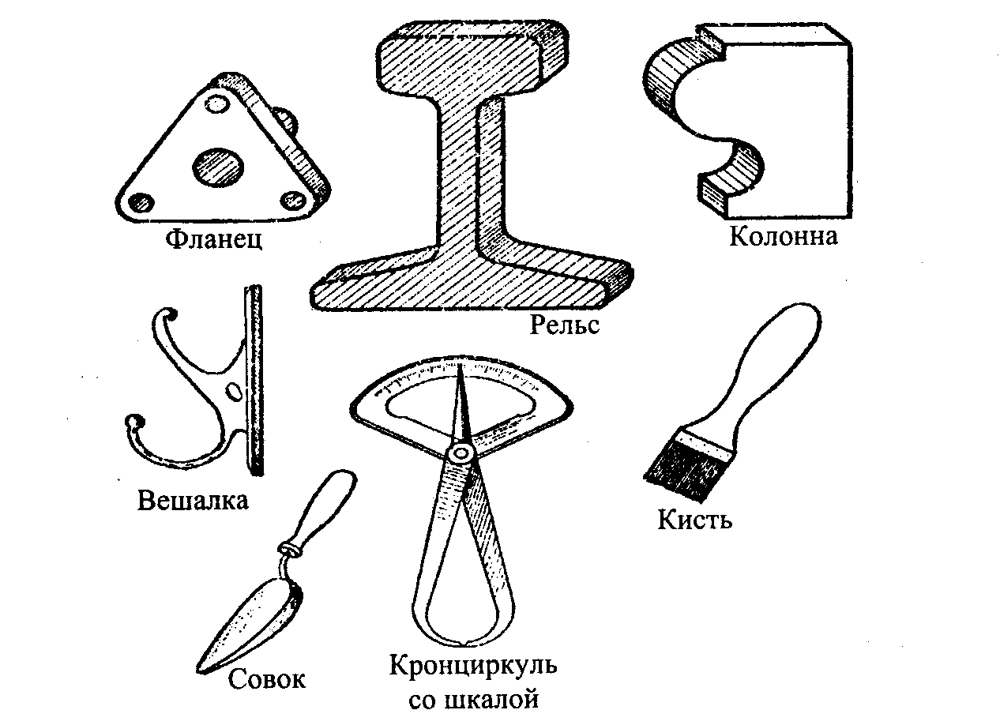 Фланец
Колонна
Рельс
Вешалка
Кисть
Совок
Кронциркуль
со шкалой